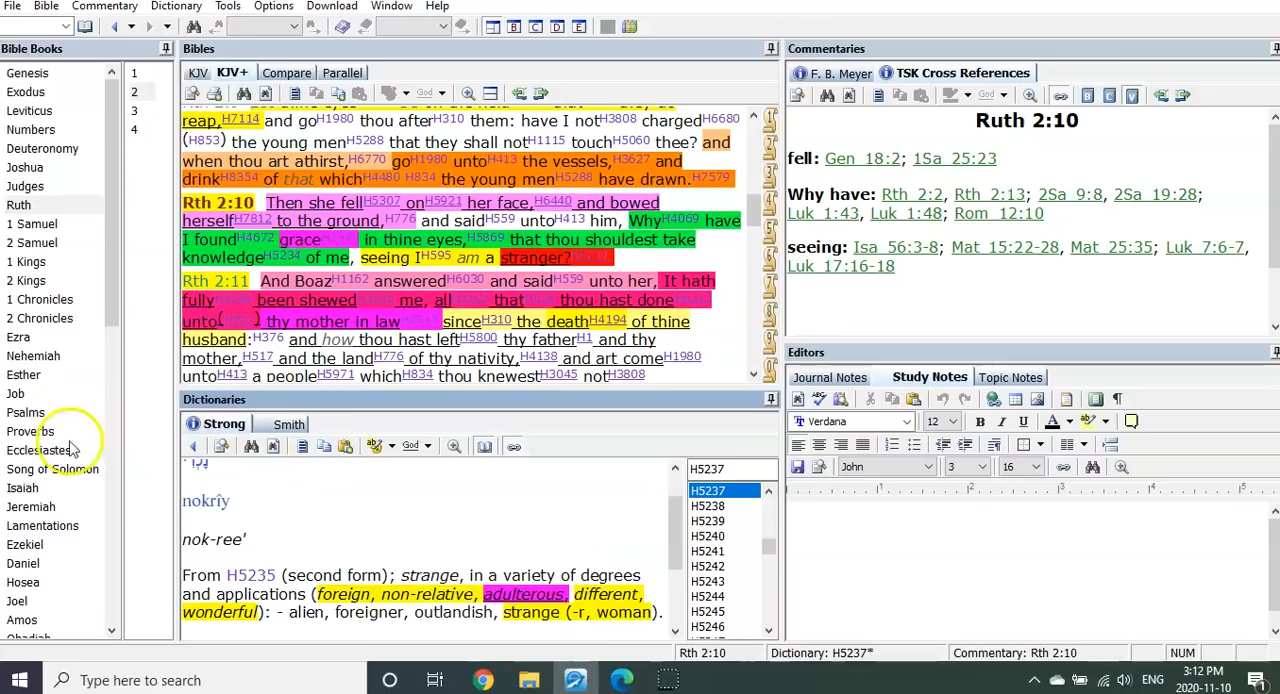 File Bible Commentary Dictionary Tools Options Download Window Help
God
B C D E
Bible Books
Genesis
Exodus
Leviticus
Numbers
Deuteronomy
Joshua
Judges
Ruth
1 Samuel
2 Samuel
1 Kings
2 Kings
1 Chronicles
2 Chronicles
Ezra
Nehemiah
Esther
Job
Psalms
Proverbs
Ecclesiastes
Song of Solomon
Isaiah
Jeremiah
Lamentations
Ezekiel
Daniel
Hosea
Joel
Amos
Obadiah
1
2
3
4
Bibles
KJV KJV+ Compare Parallel
God
reap,H7114 and goH1980 thou afterH310 them: have I notH3808 chargedH6680
(H853) the young menH5288 that they shall notH1115 touchH5060 thee? and
when thou art athirst,H6770 goH1980 untoH413 the vessels,H3627 and
drinkH8354 of that whichH4480 H834 the young menH5288 have drawn.H7579
Rth 2:10 Then she fellH5307 onH5921 her face,H6440 and bowed
herselfH7812 to the ground,H776 and saidH559 untoH413 him, WhyH4069 have
I foundH4672 grace in thine eyes,H5869 that thou shouldest take
knowledgeH5234 of me, seeing IH595 am a stranger?
Rth 2:11 And BoazH1162 answeredH6030 and saidH559 unto her, It hath
fully been shewed me, all that thou hast done
unto( ) thy mother in law sinceH310 the deathH4194 of thine
husband:H376 and how thou hast leftH5800 thy fatherH1 and thy
mother,H517 and the landH776 of thy nativity,H4138 and art comeH1980
untoH413 a peopleH5971 whichH834 thou knewestH3045 notH3808
Dictionaries
Strong Smith
God
nokrîy
nok-ree'
From H5235 (second form); strange, in a variety of degrees
and applications (foreign, non-relative, adulterous, different,
wonderful): - alien, foreigner, outlandish, strange (-r, woman).
H5237
H5237
H5238
H5239
H5240
H5241
H5242
H5243
H5244
H5245
H5246
Commentaries
F. B. Meyer TSK Cross References
God B C V
Ruth 2:10
fell: Gen 18:2; 1Sa 25:23
Why have: Rth 2:2, Rth 2:13; 2Sa 9:8, 2Sa 19:28;
Luk 1:43, Luk 1:48; Rom 12:10
seeing: Isa 56:3-8; Mat 15:22-28, Mat 25:35; Luk 7:6-7,
Luk 17:16-18
Editors
Journal Notes Study Notes Topic Notes
Verdana 12 B I U A
John 3 16
1 2 3 4 5
Rth 2:10 Dictionary: H5237* Commentary: Rth 2:10 NUM
Type here to search
ENG 3:12 PM
2020-11-10
1